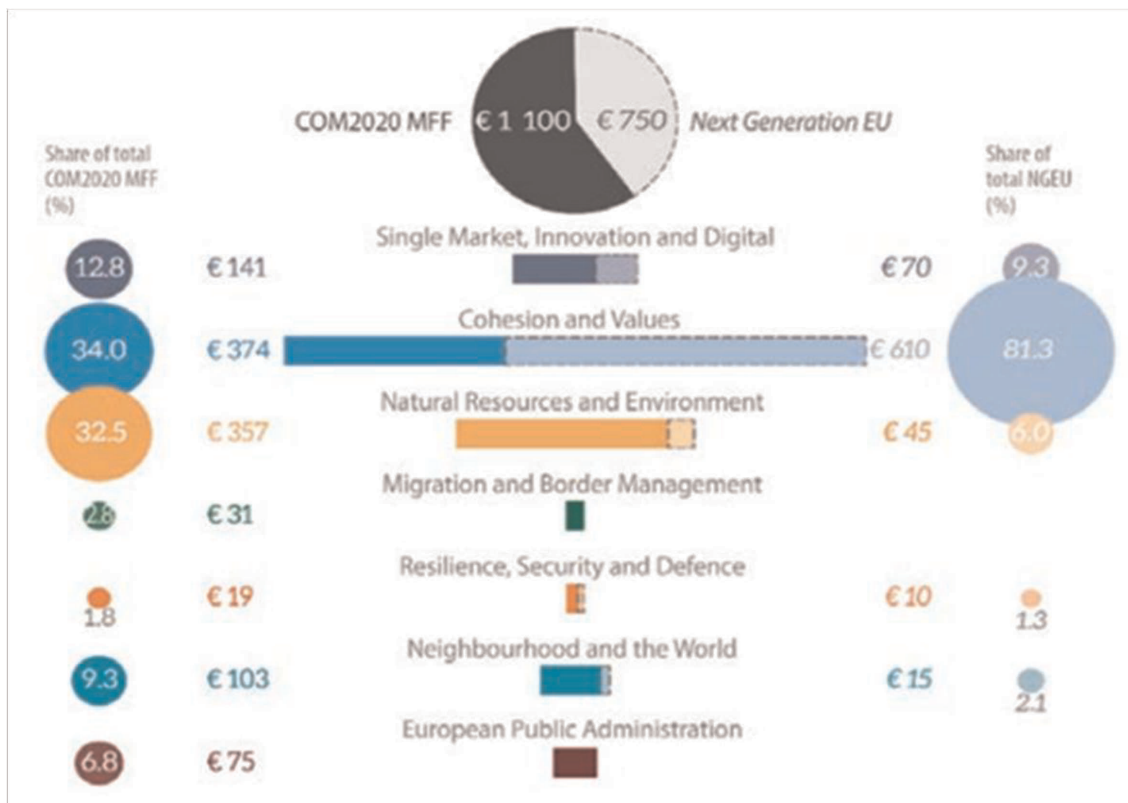 COM2020 MFF € 1 100 € 750 Next Generation EU
Share of total
COM2020 MFF
(%)
Share of
total NGEU
(%)
Single Market, Innovation and Digital
12.8 € 141 € 70 9.3
Cohesion and Values
34.0 € 374 € 610 81.3
Natural Resources and Environment
32.5 € 357 € 45 6.0
Migration and Border Management
2.8 € 31
Resilience, Security and Defence
1.8 € 19 € 10 1.3
Neighbourhood and the World
9.3 € 103 € 15 2.1
European Public Administration
6.8 € 75